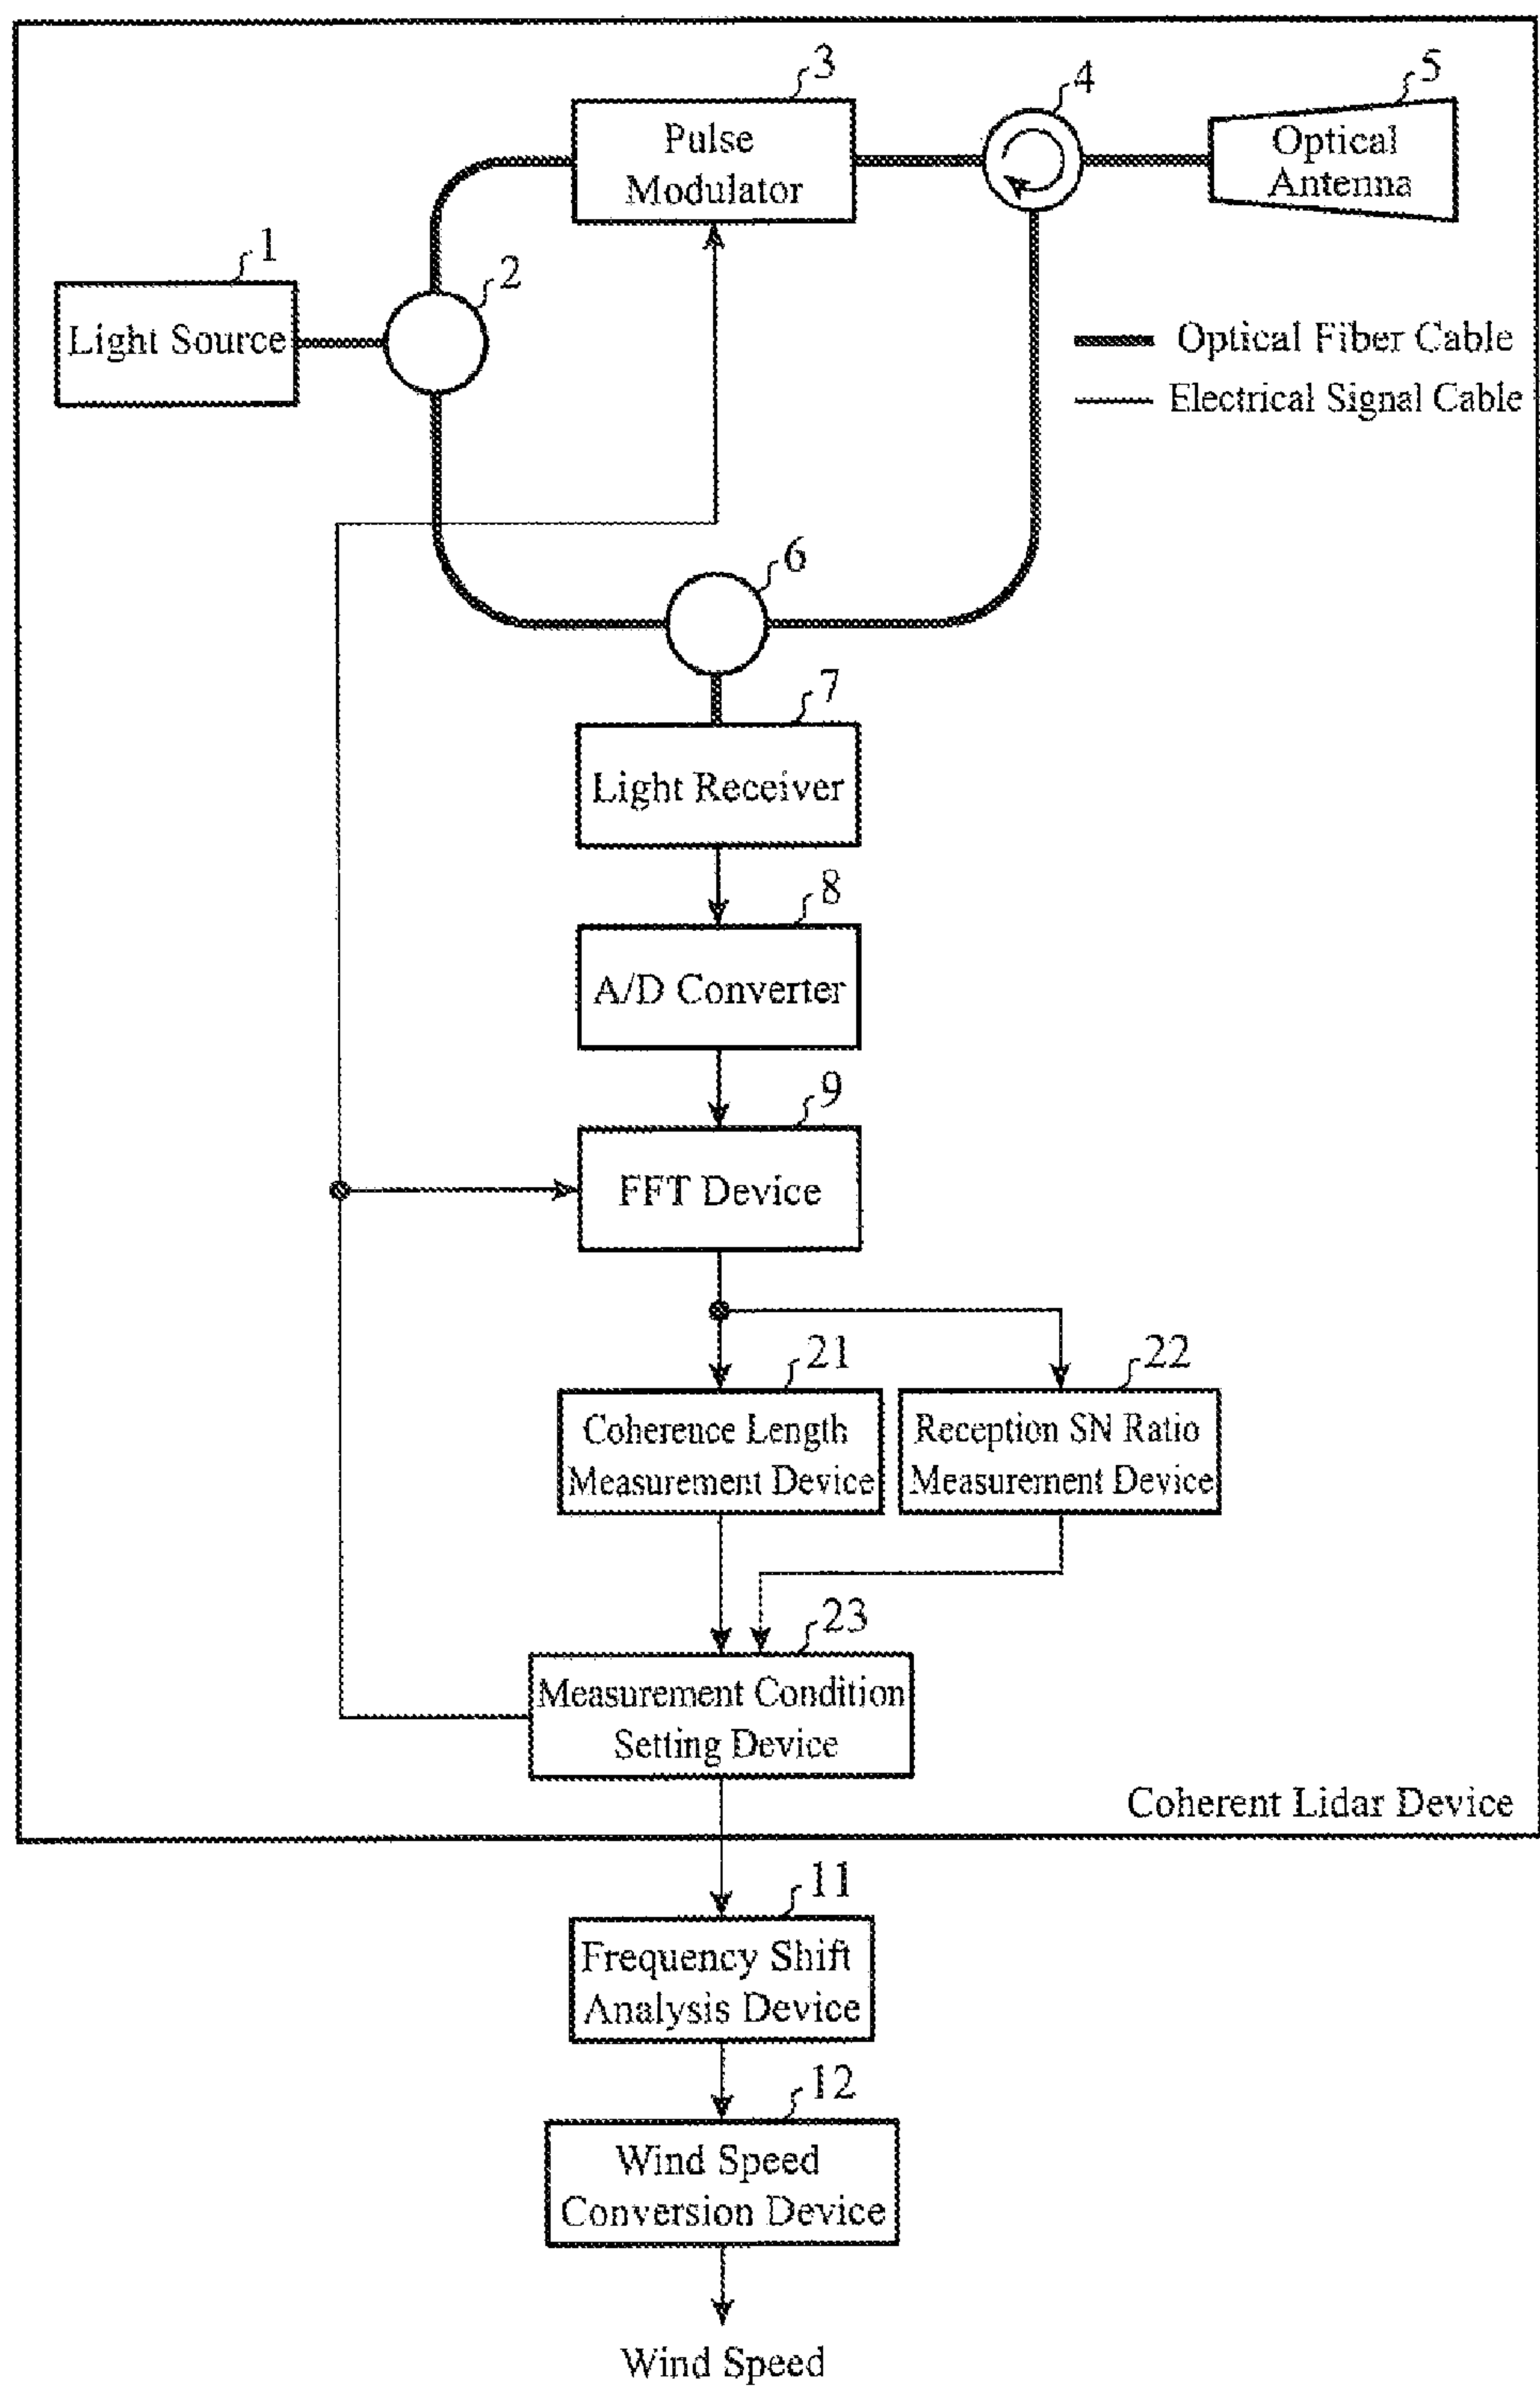 3
4
5
Pulse
Modulator
Optical
Antenna
1
2
Light Source
Optical Fiber Cable
Electrical Signal Cable
6
7
Light Receiver
8
A/D Converter
9
FFT Device
21
22
Coherence Length
Measurement Device
Reception SN Ratio
Measurement Device
23
Measurement Condition
Setting Device
Coherent Lidar Device
11
Frequency Shift
Analysis Device
12
Wind Speed
Conversion Device
Wind Speed